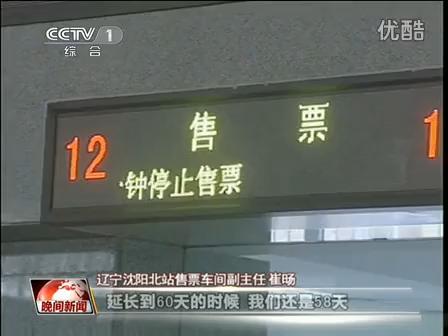 CCTV 1
综合
优酷
12 售票 1
钟停止售票
辽宁沈阳北站售票车间副主任 崔旸
延长到60天的时候 我们还是58天
晚间新闻